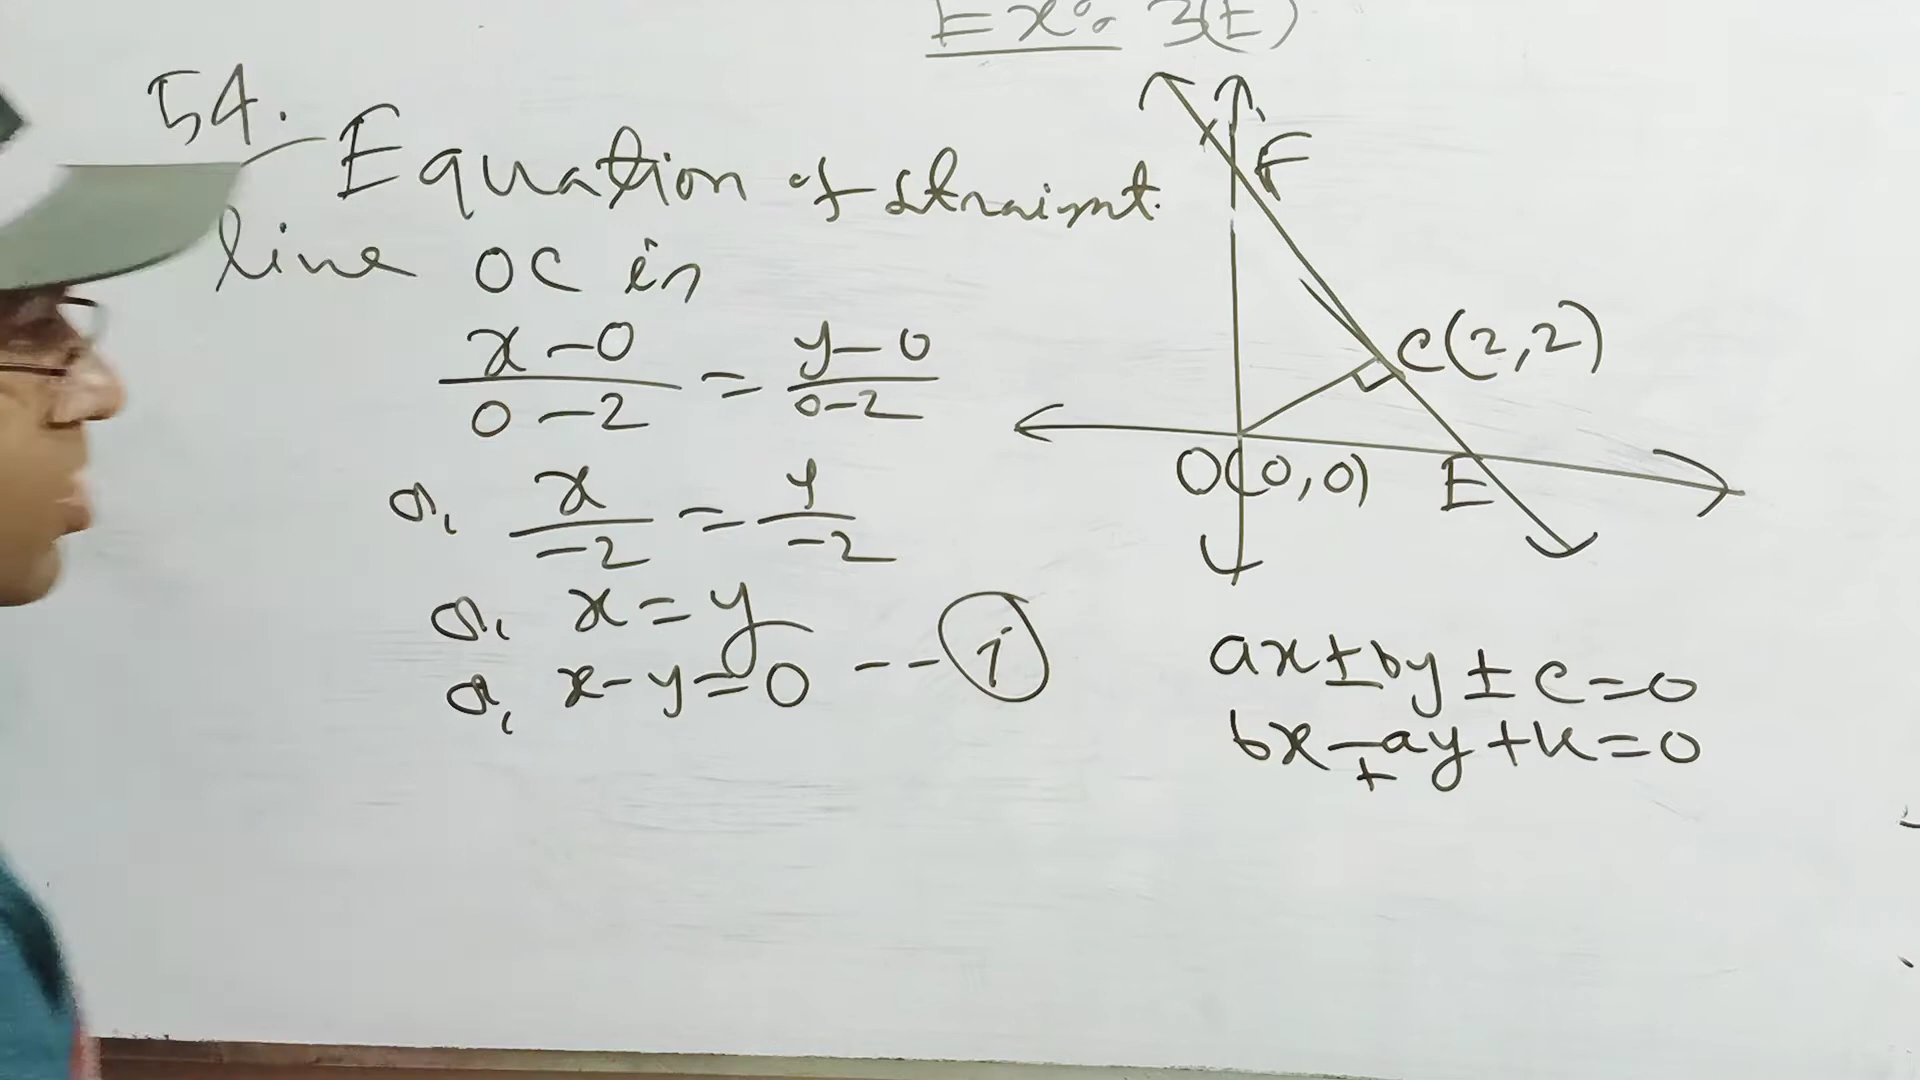 Ex: 3(E)
54.
Equation of straight
line OC is
x-0/0-2 = y-0/0-2
or, x/-2 = y/-2
or, x=y
or, x-y=0 --- (i)
F
C(2,2)
O(0,0) E
ax±by±c=0
bx∓ay+k=0